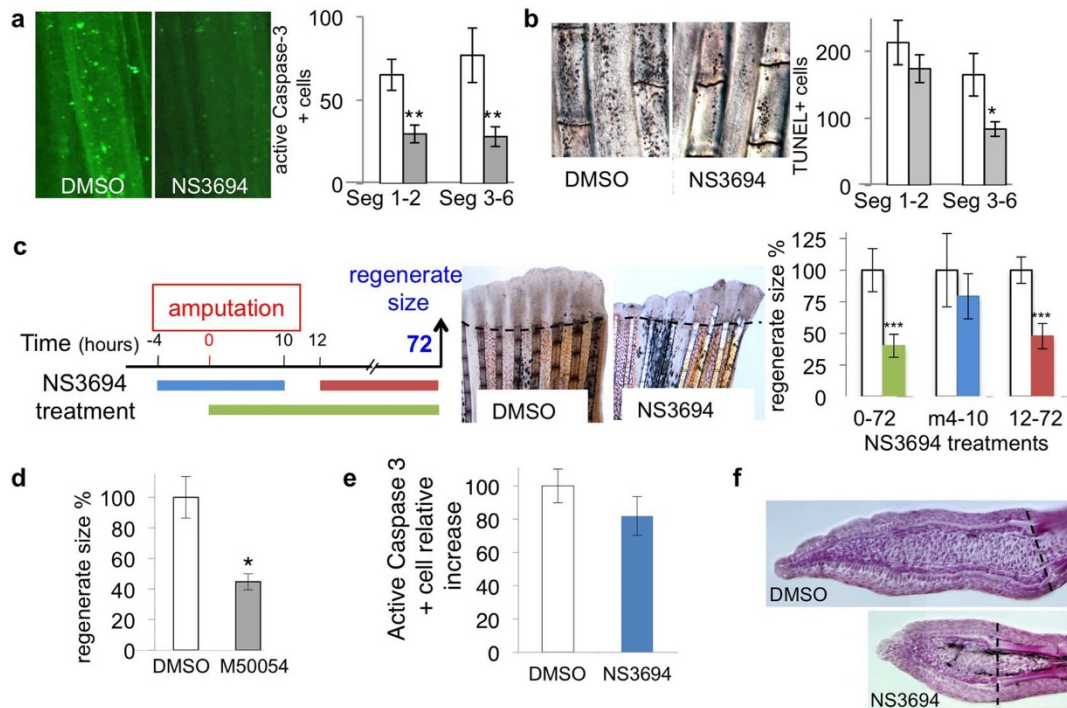 a
DMSO
NS3694
active Caspase-3
+ cells
100
50
0
**
**
Seg 1-2
Seg 3-6
b
DMSO
NS3694
TUNEL+ cells
200
100
0
*
Seg 1-2
Seg 3-6
c
amputation
regenerate
size
Time (hours)
-4
0
10
12
72
NS3694
treatment
DMSO
NS3694
regenerate size %
125
100
75
50
25
0
***
***
0-72
m4-10
12-72
NS3694 treatments
d
regenerate size %
120
100
80
60
40
20
0
*
DMSO
M50054
e
Active Caspase 3
+ cell relative
increase
100
80
60
40
20
0
DMSO
NS3694
f
DMSO
NS3694